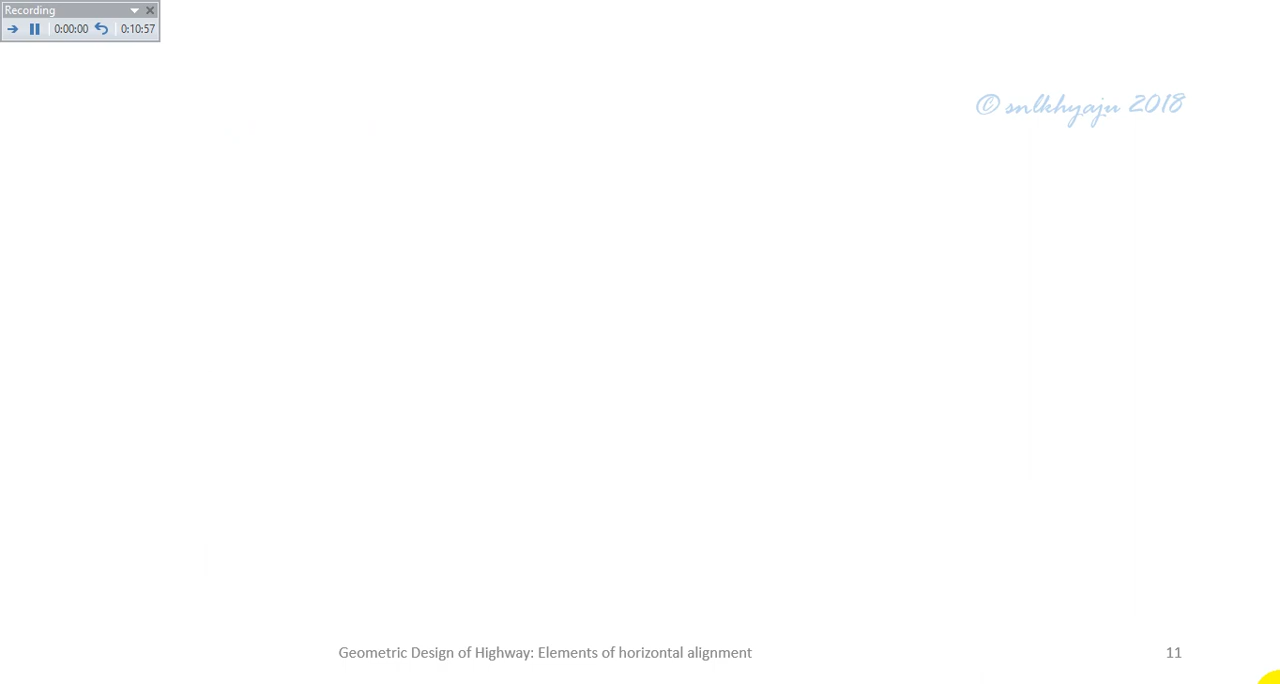 Recording
0:00:00 0:10:57
© snlkhyaju 2018
Geometric Design of Highway: Elements of horizontal alignment
11